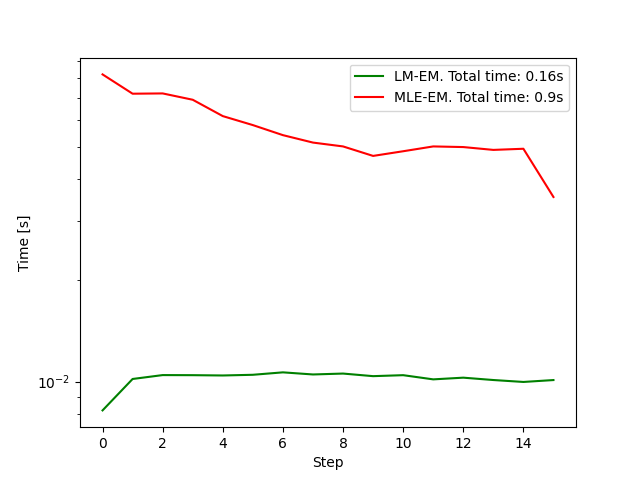 LM-EM. Total time: 0.16s
MLE-EM. Total time: 0.9s
Time [s]
10⁻²
0 2 4 6 8 10 12 14
Step